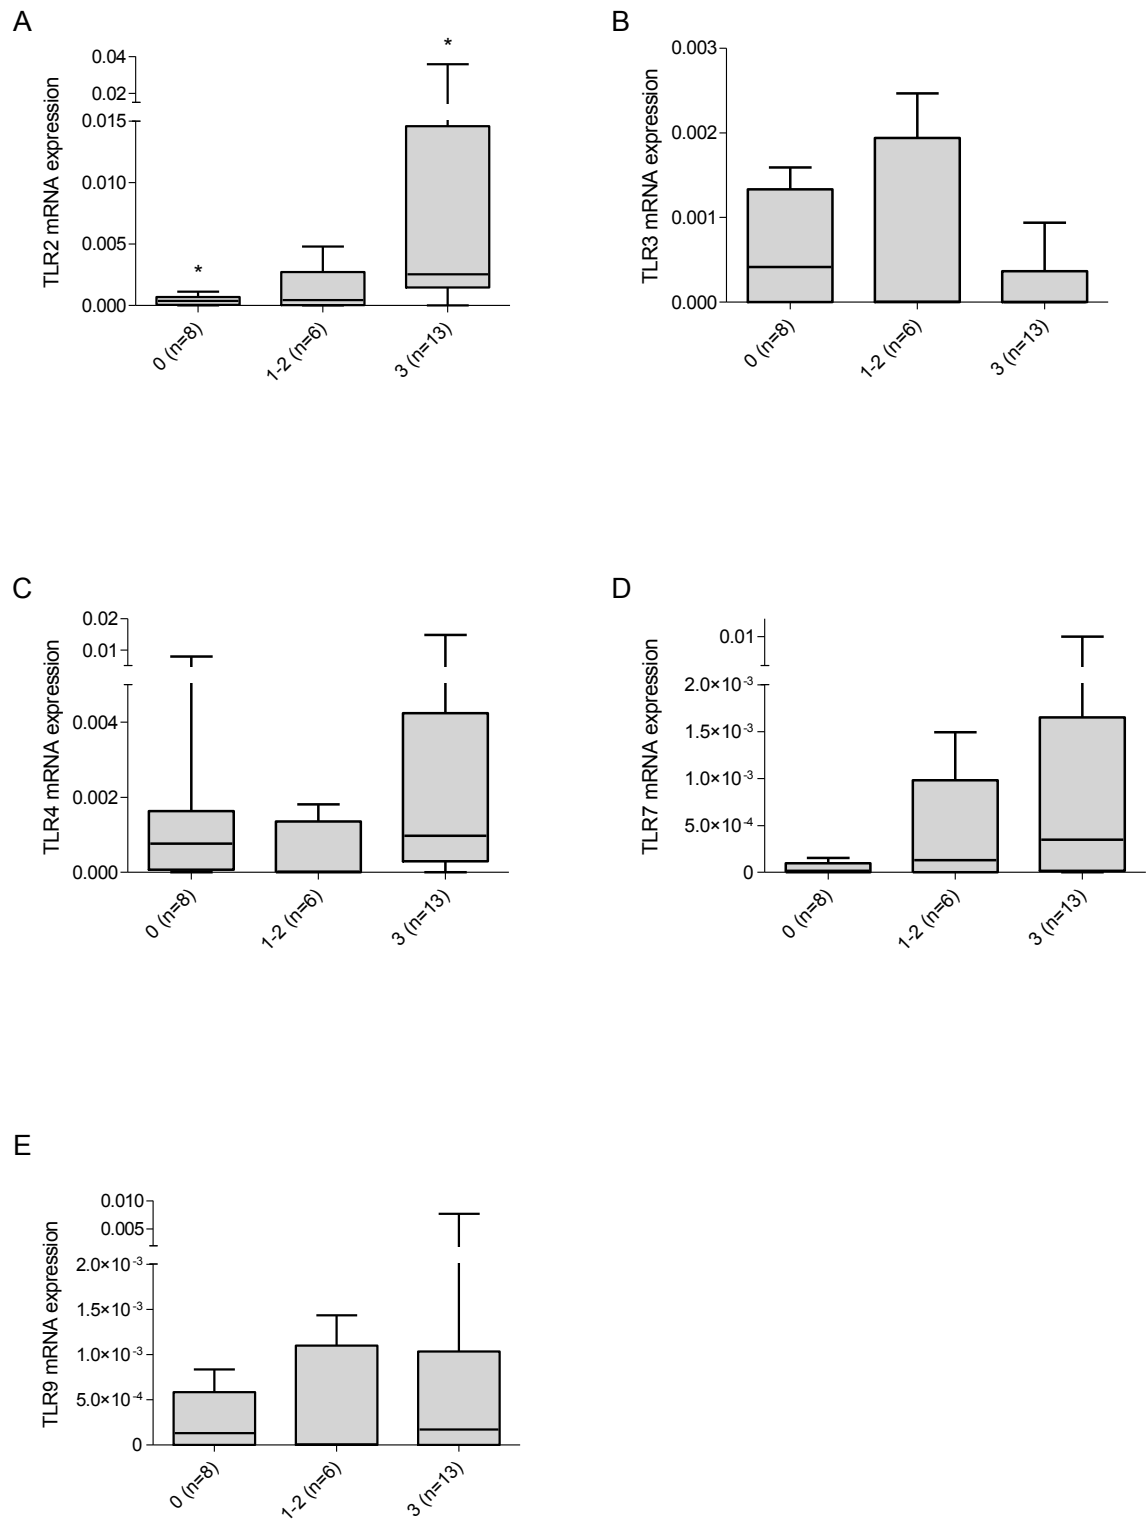 A
TLR2 mRNA expression
0.04
0.02
0.015
0.010
0.005
0.000
*
*
0 (n=8)
1-2 (n=6)
3 (n=13)
B
TLR3 mRNA expression
0.003
0.002
0.001
0.000
0 (n=8)
1-2 (n=6)
3 (n=13)
C
TLR4 mRNA expression
0.02
0.01
0.004
0.002
0.000
0 (n=8)
1-2 (n=6)
3 (n=13)
D
TLR7 mRNA expression
0.01
2.0×10⁻³
1.5×10⁻³
1.0×10⁻³
5.0×10⁻⁴
0
0 (n=8)
1-2 (n=6)
3 (n=13)
E
TLR9 mRNA expression
0.010
0.005
2.0×10⁻³
1.5×10⁻³
1.0×10⁻³
5.0×10⁻⁴
0
0 (n=8)
1-2 (n=6)
3 (n=13)